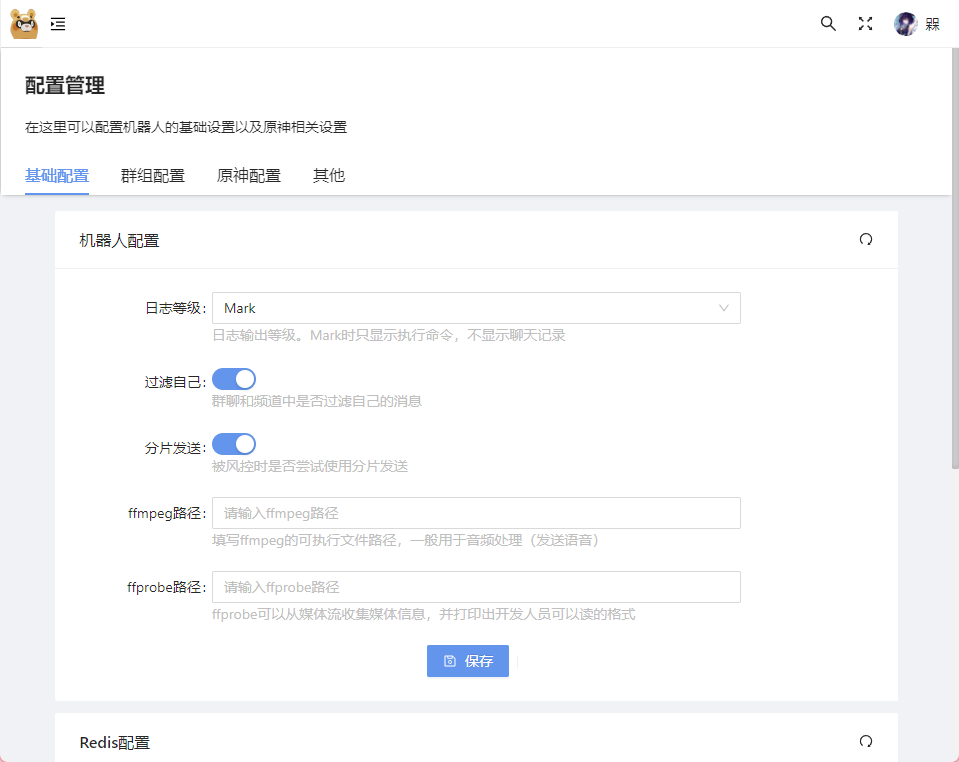 槑
配置管理
在这里可以配置机器人的基础设置以及原神相关设置
基础配置 群组配置 原神配置 其他
机器人配置
日志等级: Mark
日志输出等级。Mark时只显示执行命令，不显示聊天记录
过滤自己:
群聊和频道中是否过滤自己的消息
分片发送:
被风控时是否尝试使用分片发送
ffmpeg路径: 请输入ffmpeg路径
填写ffmpeg的可执行文件路径，一般用于音频处理（发送语音）
ffprobe路径: 请输入ffprobe路径
ffprobe可以从媒体流收集媒体信息，并打印出开发人员可以读的格式
保存
Redis配置